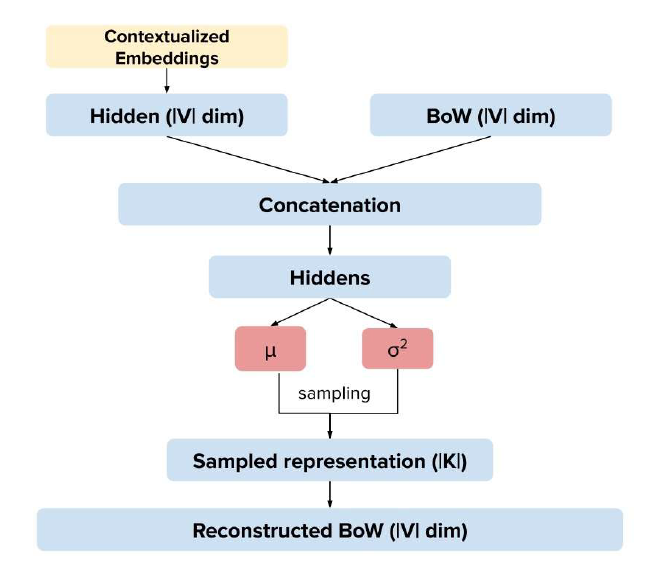 Contextualized
Embeddings
Hidden (|V| dim)
BoW (|V| dim)
Concatenation
Hiddens
μ
σ²
sampling
Sampled representation (|K|)
Reconstructed BoW (|V| dim)